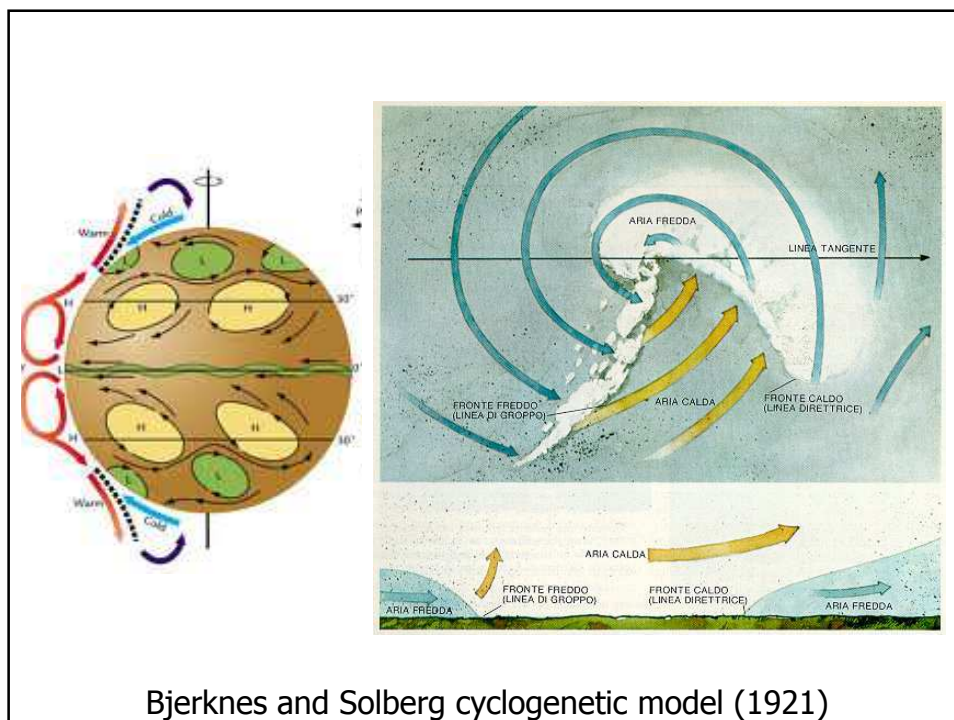 Cold
Warm
L
L
L
H
30°
H
H
0°
L
H
H
H
30°
L
L
Warm
Cold
ARIA FREDDA
LINEA TANGENTE
FRONTE FREDDO
(LINEA DI GROPPO)
ARIA CALDA
FRONTE CALDO
(LINEA DIRETTRICE)
ARIA CALDA
FRONTE FREDDO
(LINEA DI GROPPO)
FRONTE CALDO
(LINEA DIRETTRICE)
ARIA FREDDA
ARIA FREDDA
Bjerknes and Solberg cyclogenetic model (1921)